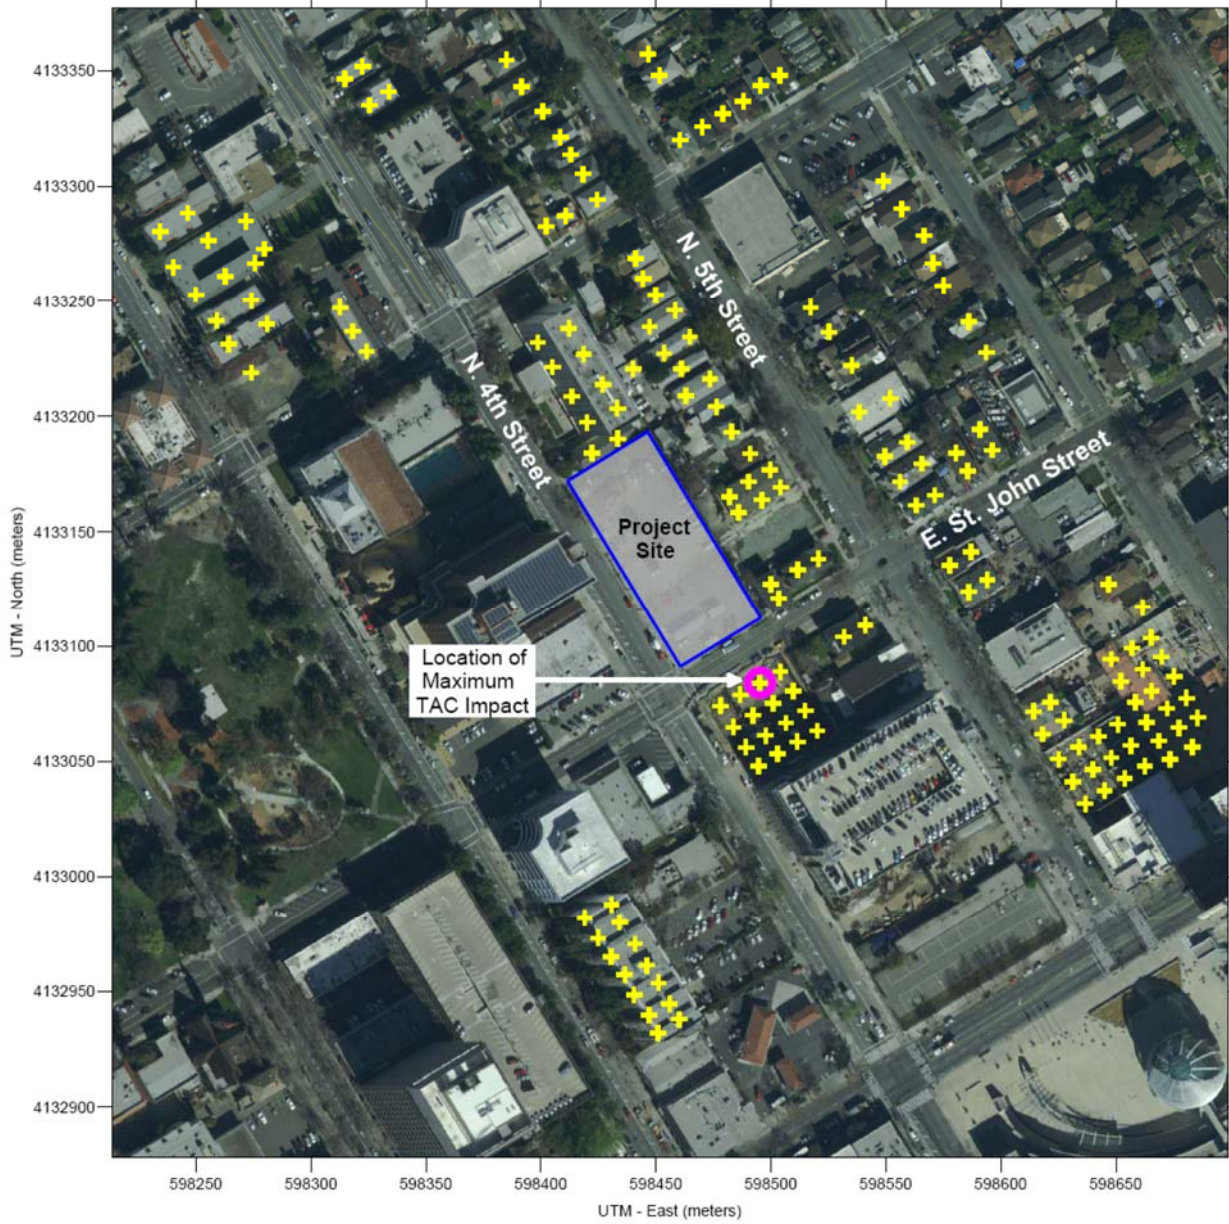 4133350
4133300
4133250
4133200
4133150
4133100
4133050
4133000
4132950
4132900
UTM - North (meters)
N. 5th Street
N. 4th Street
E. St. John Street
Project
Site
Location of
Maximum
TAC Impact
598250
598300
598350
598400
598450
598500
598550
598600
598650
UTM - East (meters)